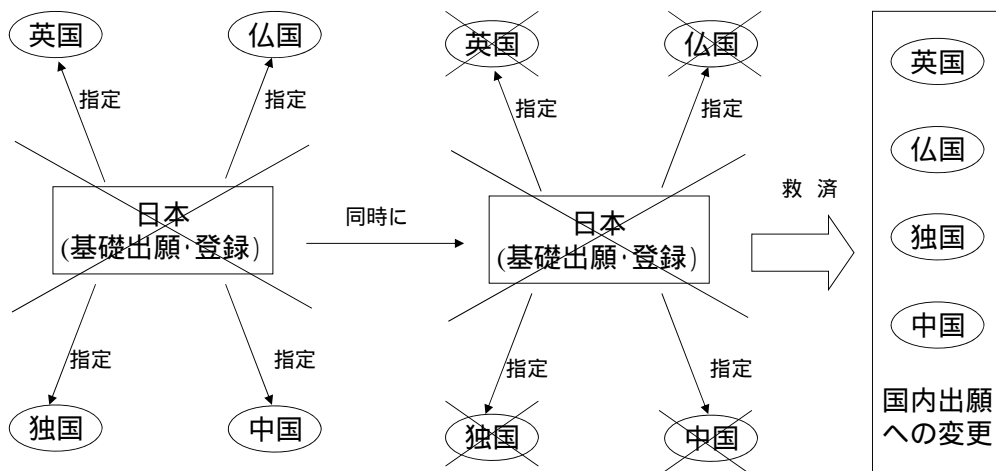 英国
仏国
指定
指定
日本
(基礎出願･登録)
指定
指定
独国
中国
同時に
英国
仏国
指定
指定
日本
(基礎出願･登録)
指定
指定
独国
中国
救 済
英国
仏国
独国
中国
国内出願
への変更